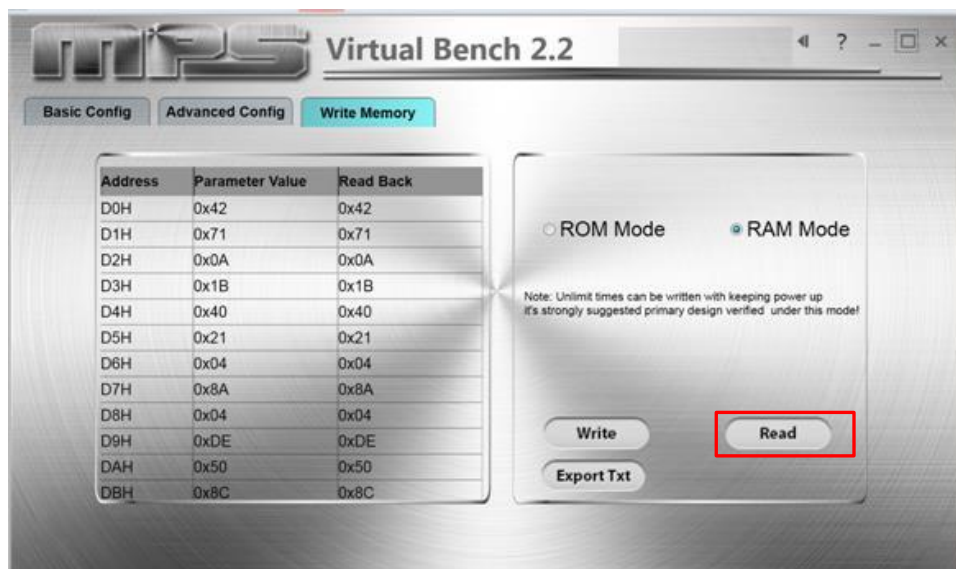 MPS Virtual Bench 2.2
Basic Config Advanced Config Write Memory
Address Parameter Value Read Back
D0H 0x42 0x42
D1H 0x71 0x71
D2H 0x0A 0x0A
D3H 0x1B 0x1B
D4H 0x40 0x40
D5H 0x21 0x21
D6H 0x04 0x04
D7H 0x8A 0x8A
D8H 0x04 0x04
D9H 0xDE 0xDE
DAH 0x50 0x50
DBH 0x8C 0x8C
ROM Mode RAM Mode
Note: Unlimit times can be written with keeping power up
it's strongly suggested primary design verified under this mode!
Write Read
Export Txt